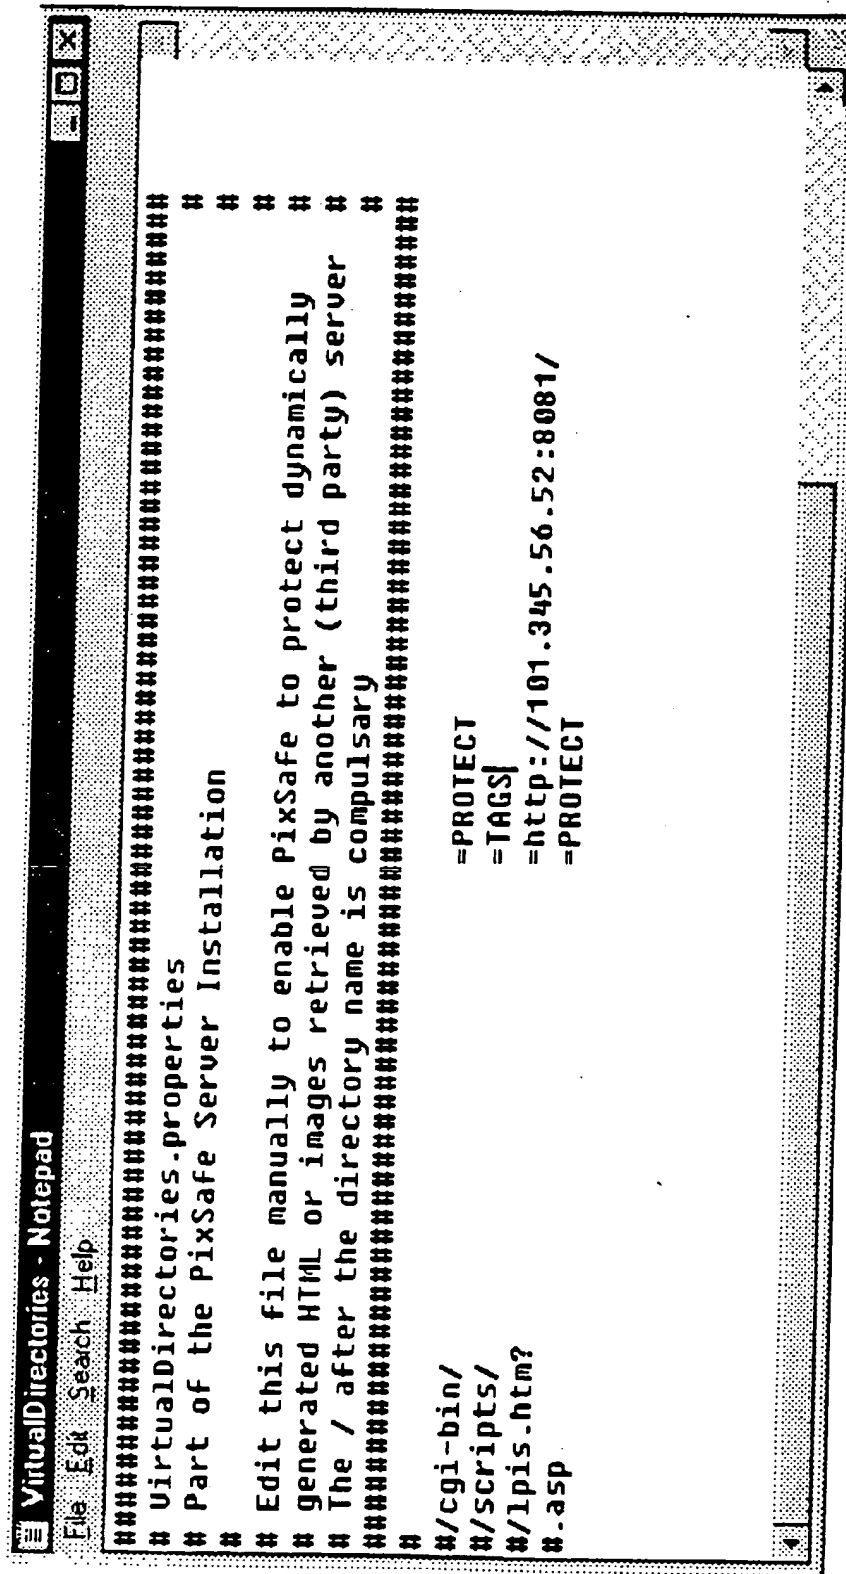 VirtualDirectories - Notepad
File Edit Search Help
##################################################################
# VirtualDirectories.properties #
# Part of the PixSafe Server Installation #
# #
# Edit this file manually to enable PixSafe to protect dynamically #
# generated HTML or images retrieved by another (third party) server #
# The / after the directory name is compulsary #
##################################################################
#
#/cgi-bin/ =PROTECT
#/scripts/ =TAGS
#/lpis.htm? =http://101.345.56.52:8081/
#.asp =PROTECT